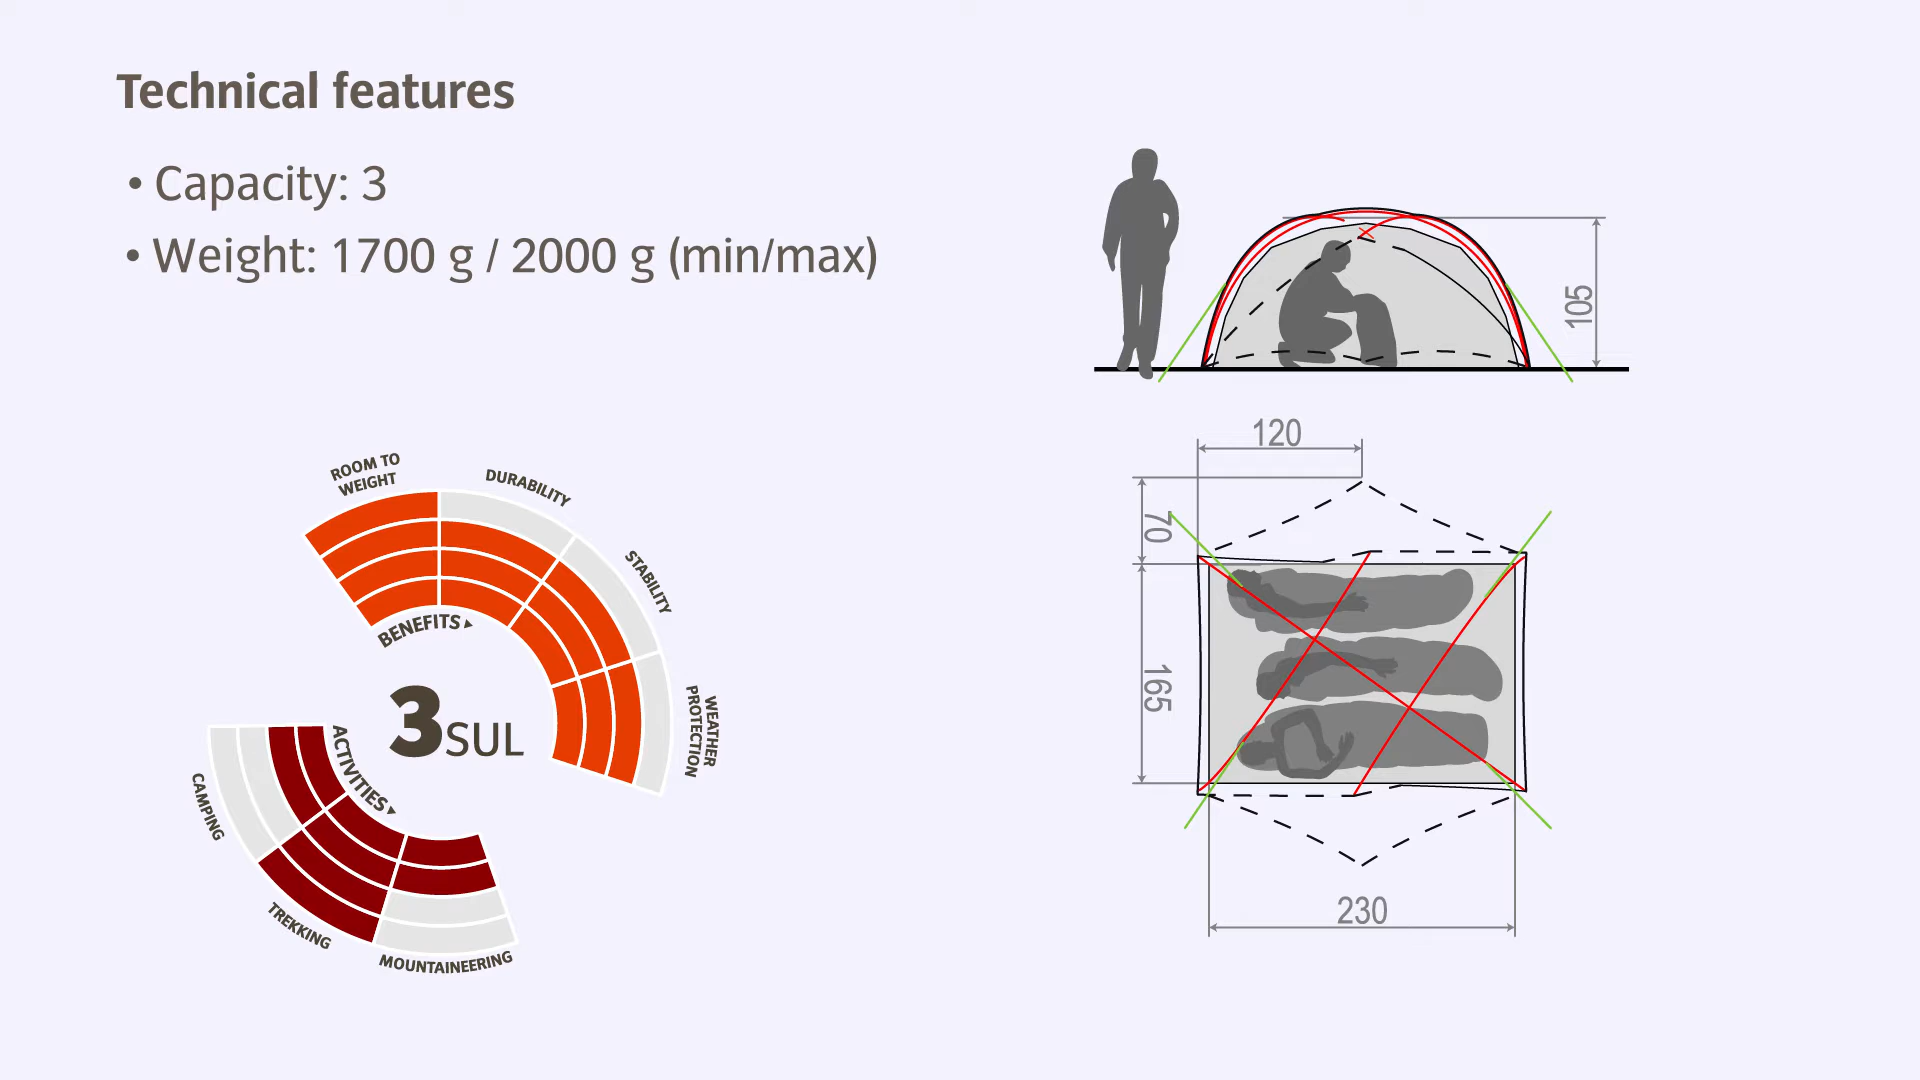 Technical features
• Capacity: 3
• Weight: 1700 g / 2000 g (min/max)
105
120
70
165
230
ROOM TO
WEIGHT
DURABILITY
STABILITY
WEATHER
PROTECTION
BENEFITS
3SUL
ACTIVITIES
CAMPING
TREKKING
MOUNTAINEERING